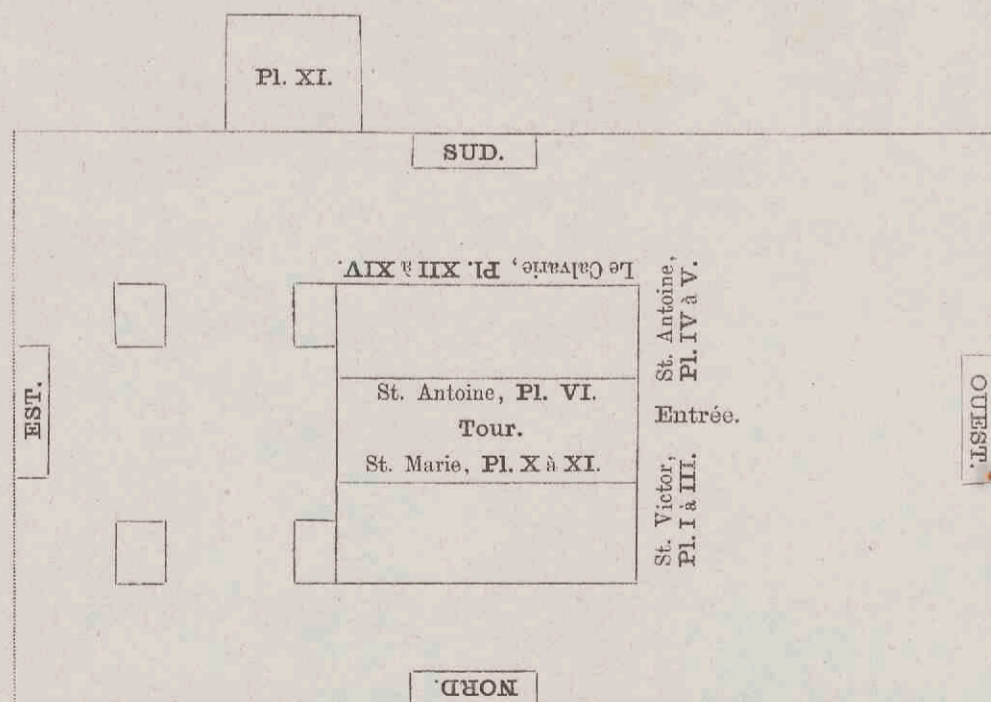 Pl. XI.
SUD.
Le Calvarie, Pl. XII à XIV.
St. Antoine,
Pl. IV à V.
EST.
St. Antoine, Pl. VI.
Tour.
St. Marie, Pl. X à XI.
Entrée.
OUEST.
St. Victor,
Pl. I à III.
NORD.